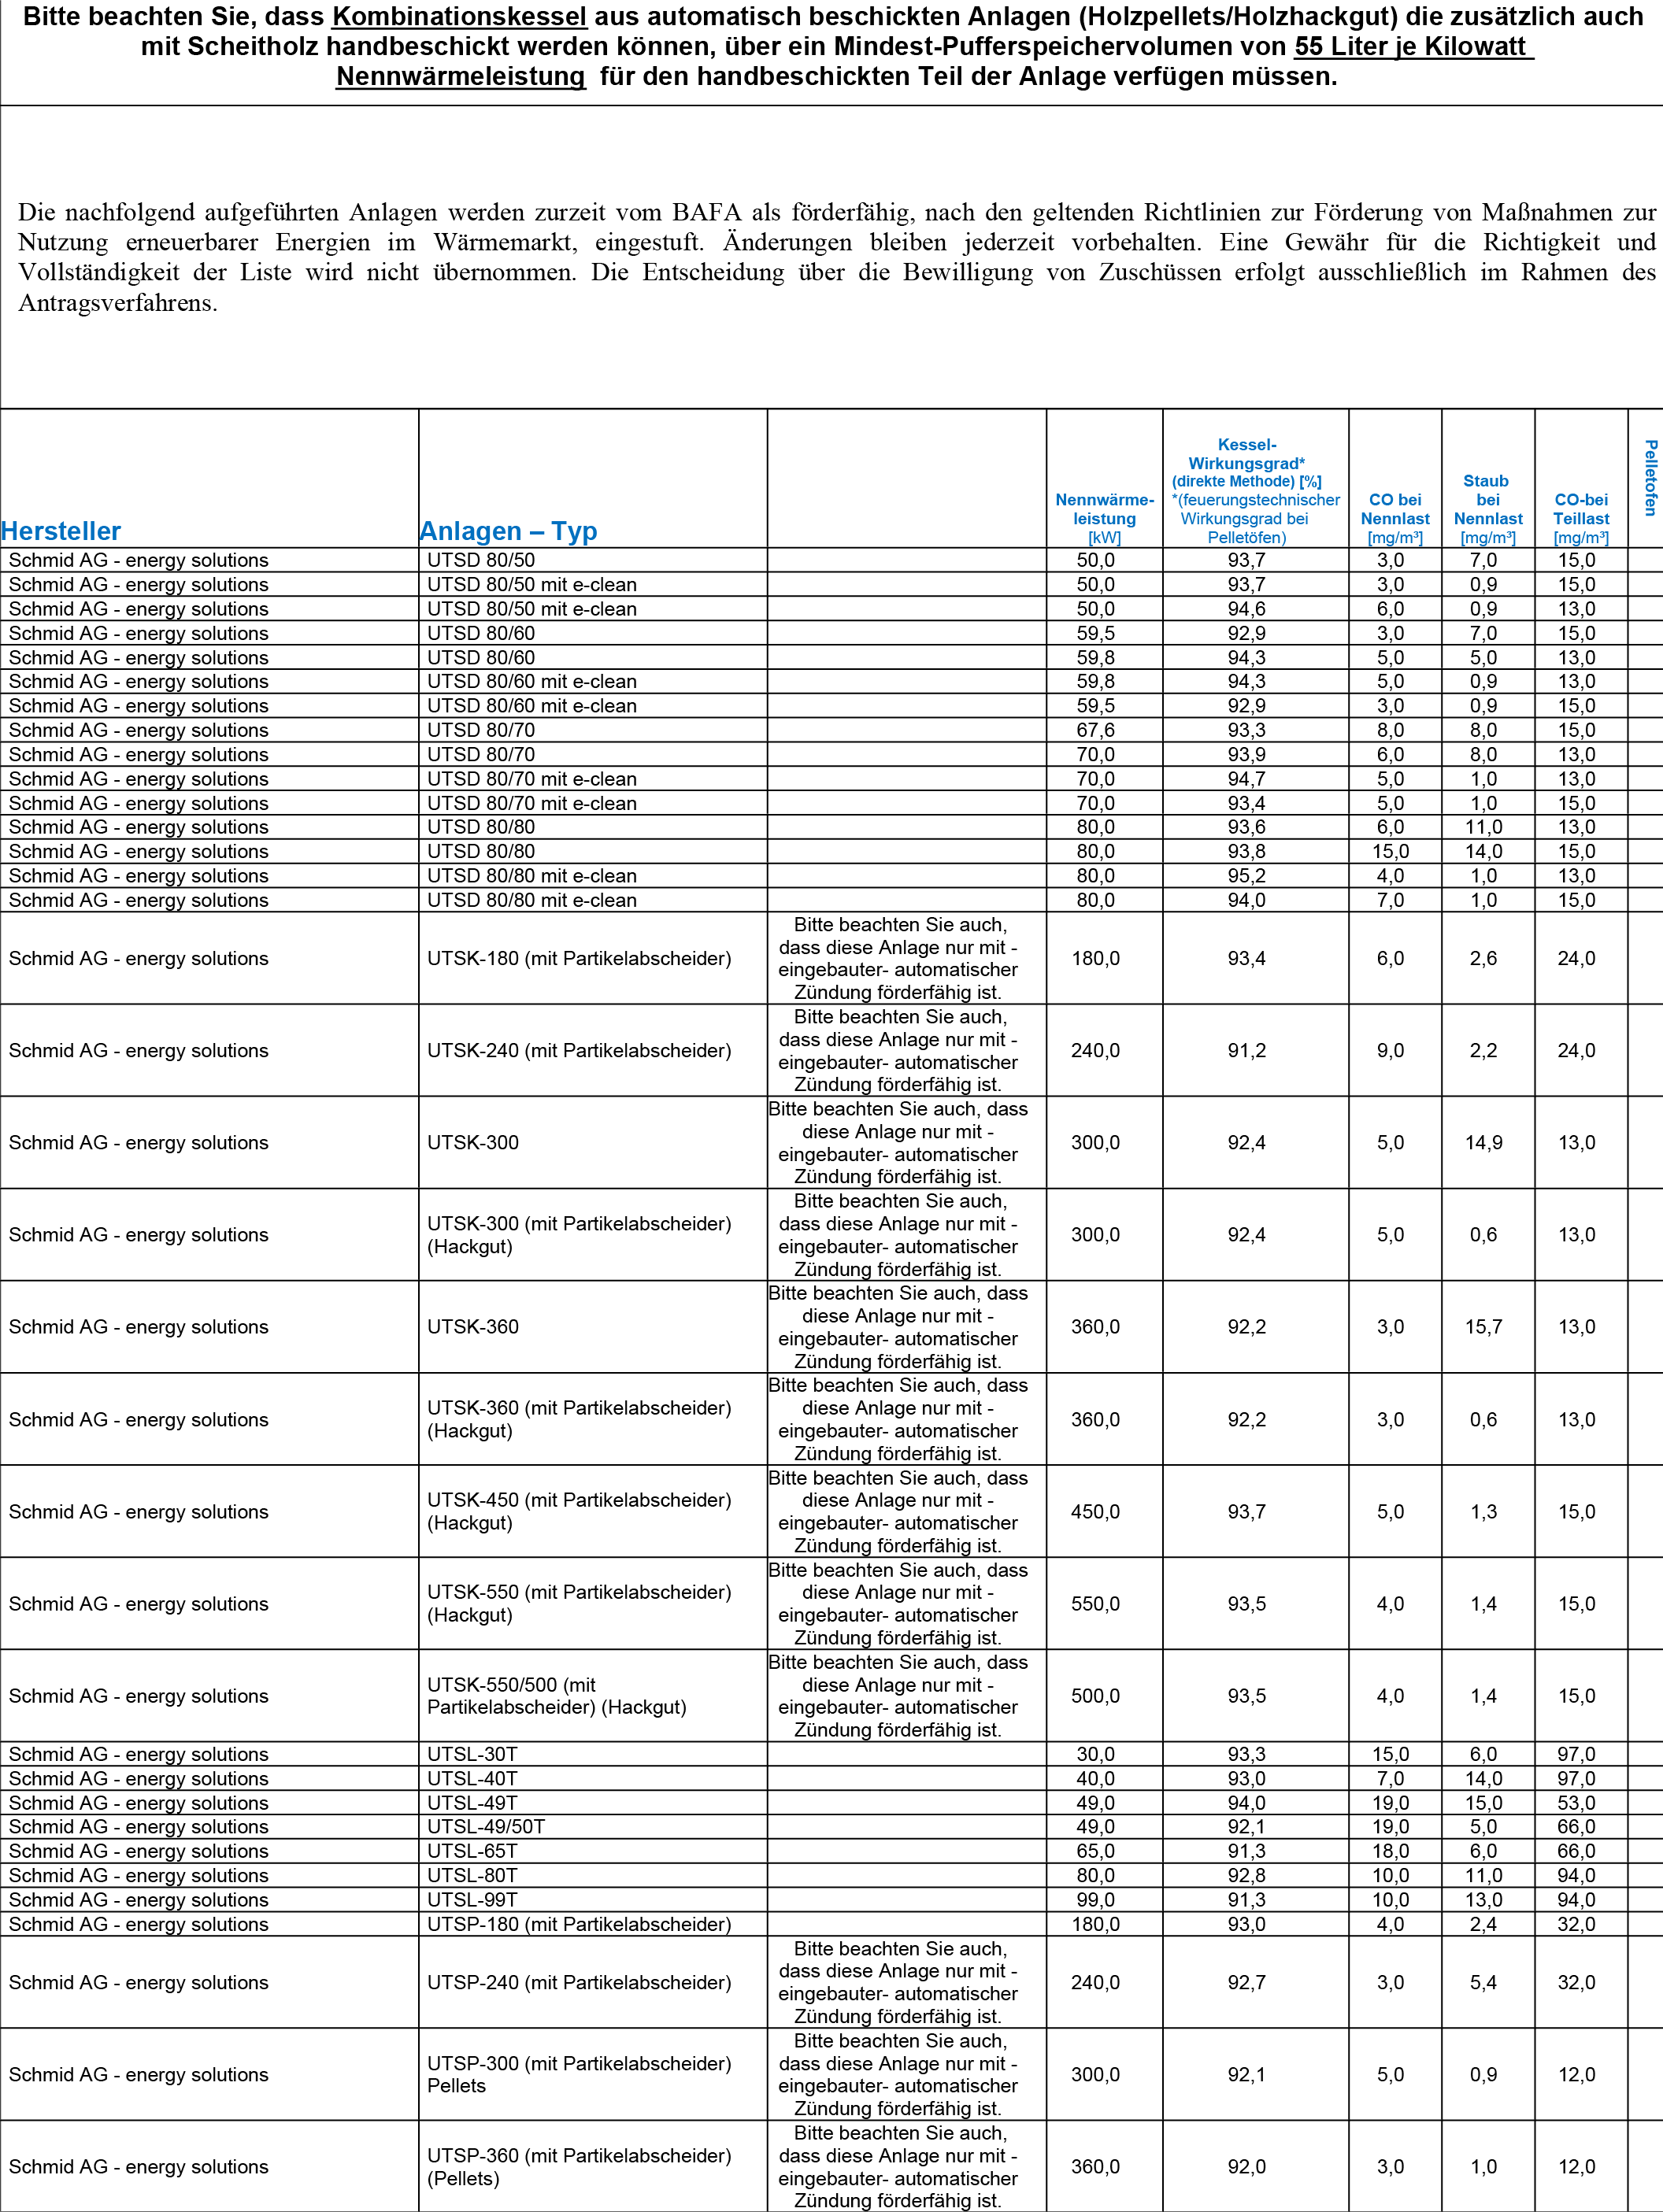 Bitte beachten Sie, dass Kombinationskessel aus automatisch beschickten Anlagen (Holzpellets/Holzhackgut) die zusätzlich auch
mit Scheitholz handbeschickt werden können, über ein Mindest-Pufferspeichervolumen von 55 Liter je Kilowatt
Nennwärmeleistung für den handbeschickten Teil der Anlage verfügen müssen.
Die nachfolgend aufgeführten Anlagen werden zurzeit vom BAFA als förderfähig, nach den geltenden Richtlinien zur Förderung von Maßnahmen zur
Nutzung erneuerbarer Energien im Wärmemarkt, eingestuft. Änderungen bleiben jederzeit vorbehalten. Eine Gewähr für die Richtigkeit und
Vollständigkeit der Liste wird nicht übernommen. Die Entscheidung über die Bewilligung von Zuschüssen erfolgt ausschließlich im Rahmen des
Antragsverfahrens.
Hersteller
Anlagen – Typ
Nennwärme-
leistung
[kW]
Kessel-
Wirkungsgrad*
(direkte Methode) [%]
*(feuerungstechnischer
Wirkungsgrad bei
Pelletöfen)
CO bei
Nennlast
[mg/m³]
Staub
bei
Nennlast
[mg/m³]
CO-bei
Teillast
[mg/m³]
Pelletofen
Schmid AG - energy solutions UTSD 80/50 50,0 93,7 3,0 7,0 15,0
Schmid AG - energy solutions UTSD 80/50 mit e-clean 50,0 93,7 3,0 0,9 15,0
Schmid AG - energy solutions UTSD 80/50 mit e-clean 50,0 94,6 6,0 0,9 13,0
Schmid AG - energy solutions UTSD 80/60 59,5 92,9 3,0 7,0 15,0
Schmid AG - energy solutions UTSD 80/60 59,8 94,3 5,0 5,0 13,0
Schmid AG - energy solutions UTSD 80/60 mit e-clean 59,8 94,3 5,0 0,9 13,0
Schmid AG - energy solutions UTSD 80/60 mit e-clean 59,5 92,9 3,0 0,9 15,0
Schmid AG - energy solutions UTSD 80/70 67,6 93,3 8,0 8,0 15,0
Schmid AG - energy solutions UTSD 80/70 70,0 93,9 6,0 8,0 13,0
Schmid AG - energy solutions UTSD 80/70 mit e-clean 70,0 94,7 5,0 1,0 13,0
Schmid AG - energy solutions UTSD 80/70 mit e-clean 70,0 93,4 5,0 1,0 15,0
Schmid AG - energy solutions UTSD 80/80 80,0 93,6 6,0 11,0 13,0
Schmid AG - energy solutions UTSD 80/80 80,0 93,8 15,0 14,0 15,0
Schmid AG - energy solutions UTSD 80/80 mit e-clean 80,0 95,2 4,0 1,0 13,0
Schmid AG - energy solutions UTSD 80/80 mit e-clean 80,0 94,0 7,0 1,0 15,0
Bitte beachten Sie auch,
dass diese Anlage nur mit -
eingebauter- automatischer
Zündung förderfähig ist.
Schmid AG - energy solutions UTSK-180 (mit Partikelabscheider) 180,0 93,4 6,0 2,6 24,0
Bitte beachten Sie auch,
dass diese Anlage nur mit -
eingebauter- automatischer
Zündung förderfähig ist.
Schmid AG - energy solutions UTSK-240 (mit Partikelabscheider) 240,0 91,2 9,0 2,2 24,0
Bitte beachten Sie auch, dass
diese Anlage nur mit -
eingebauter- automatischer
Zündung förderfähig ist.
Schmid AG - energy solutions UTSK-300 300,0 92,4 5,0 14,9 13,0
Bitte beachten Sie auch,
dass diese Anlage nur mit -
eingebauter- automatischer
Zündung förderfähig ist.
Schmid AG - energy solutions UTSK-300 (mit Partikelabscheider)
(Hackgut) 300,0 92,4 5,0 0,6 13,0
Bitte beachten Sie auch, dass
diese Anlage nur mit -
eingebauter- automatischer
Zündung förderfähig ist.
Schmid AG - energy solutions UTSK-360 360,0 92,2 3,0 15,7 13,0
Bitte beachten Sie auch, dass
diese Anlage nur mit -
eingebauter- automatischer
Zündung förderfähig ist.
Schmid AG - energy solutions UTSK-360 (mit Partikelabscheider)
(Hackgut) 360,0 92,2 3,0 0,6 13,0
Bitte beachten Sie auch, dass
diese Anlage nur mit -
eingebauter- automatischer
Zündung förderfähig ist.
Schmid AG - energy solutions UTSK-450 (mit Partikelabscheider)
(Hackgut) 450,0 93,7 5,0 1,3 15,0
Bitte beachten Sie auch, dass
diese Anlage nur mit -
eingebauter- automatischer
Zündung förderfähig ist.
Schmid AG - energy solutions UTSK-550 (mit Partikelabscheider)
(Hackgut) 550,0 93,5 4,0 1,4 15,0
Bitte beachten Sie auch, dass
diese Anlage nur mit -
eingebauter- automatischer
Zündung förderfähig ist.
Schmid AG - energy solutions UTSK-550/500 (mit
Partikelabscheider) (Hackgut) 500,0 93,5 4,0 1,4 15,0
Schmid AG - energy solutions UTSL-30T 30,0 93,3 15,0 6,0 97,0
Schmid AG - energy solutions UTSL-40T 40,0 93,0 7,0 14,0 97,0
Schmid AG - energy solutions UTSL-49T 49,0 94,0 19,0 15,0 53,0
Schmid AG - energy solutions UTSL-49/50T 49,0 92,1 19,0 5,0 66,0
Schmid AG - energy solutions UTSL-65T 65,0 91,3 18,0 6,0 66,0
Schmid AG - energy solutions UTSL-80T 80,0 92,8 10,0 11,0 94,0
Schmid AG - energy solutions UTSL-99T 99,0 91,3 10,0 13,0 94,0
Schmid AG - energy solutions UTSP-180 (mit Partikelabscheider) 180,0 93,0 4,0 2,4 32,0
Bitte beachten Sie auch,
dass diese Anlage nur mit -
eingebauter- automatischer
Zündung förderfähig ist.
Schmid AG - energy solutions UTSP-240 (mit Partikelabscheider) 240,0 92,7 3,0 5,4 32,0
Bitte beachten Sie auch,
dass diese Anlage nur mit -
eingebauter- automatischer
Zündung förderfähig ist.
Schmid AG - energy solutions UTSP-300 (mit Partikelabscheider)
Pellets 300,0 92,1 5,0 0,9 12,0
Bitte beachten Sie auch,
dass diese Anlage nur mit -
eingebauter- automatischer
Zündung förderfähig ist.
Schmid AG - energy solutions UTSP-360 (mit Partikelabscheider)
(Pellets) 360,0 92,0 3,0 1,0 12,0